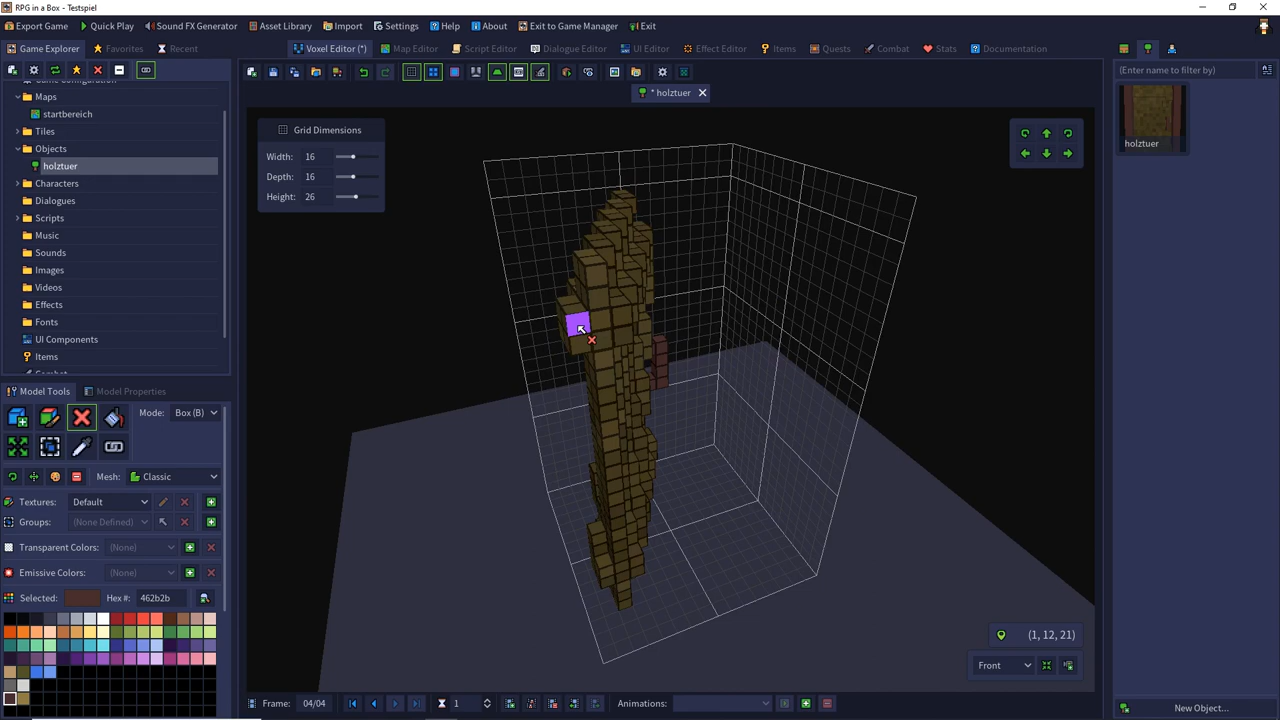 RPG in a Box - Testspiel
Export Game Quick Play Sound FX Generator Asset Library Import Settings Help About Exit to Game Manager Exit
Game Explorer Favorites Recent
Voxel Editor (*) Map Editor Script Editor Dialogue Editor UI Editor Effect Editor Items Quests Combat Stats Documentation
(Enter name to filter by)
Game Configuration
Maps
startbereich
Tiles
Objects
holztuer
Characters
Dialogues
Scripts
Music
Sounds
Images
Videos
Effects
Fonts
UI Components
Items
Combat
* holztuer
Grid Dimensions
Width: 16
Depth: 16
Height: 26
holztuer
Model Tools Model Properties
Mode: Box (B)
Mesh: Classic
Textures: Default
Groups: (None Defined)
Transparent Colors: (None)
Emissive Colors: (None)
Selected: Hex #: 462b2b
(1, 12, 21)
Front
Frame: 04/04 1 Animations:
New Object...